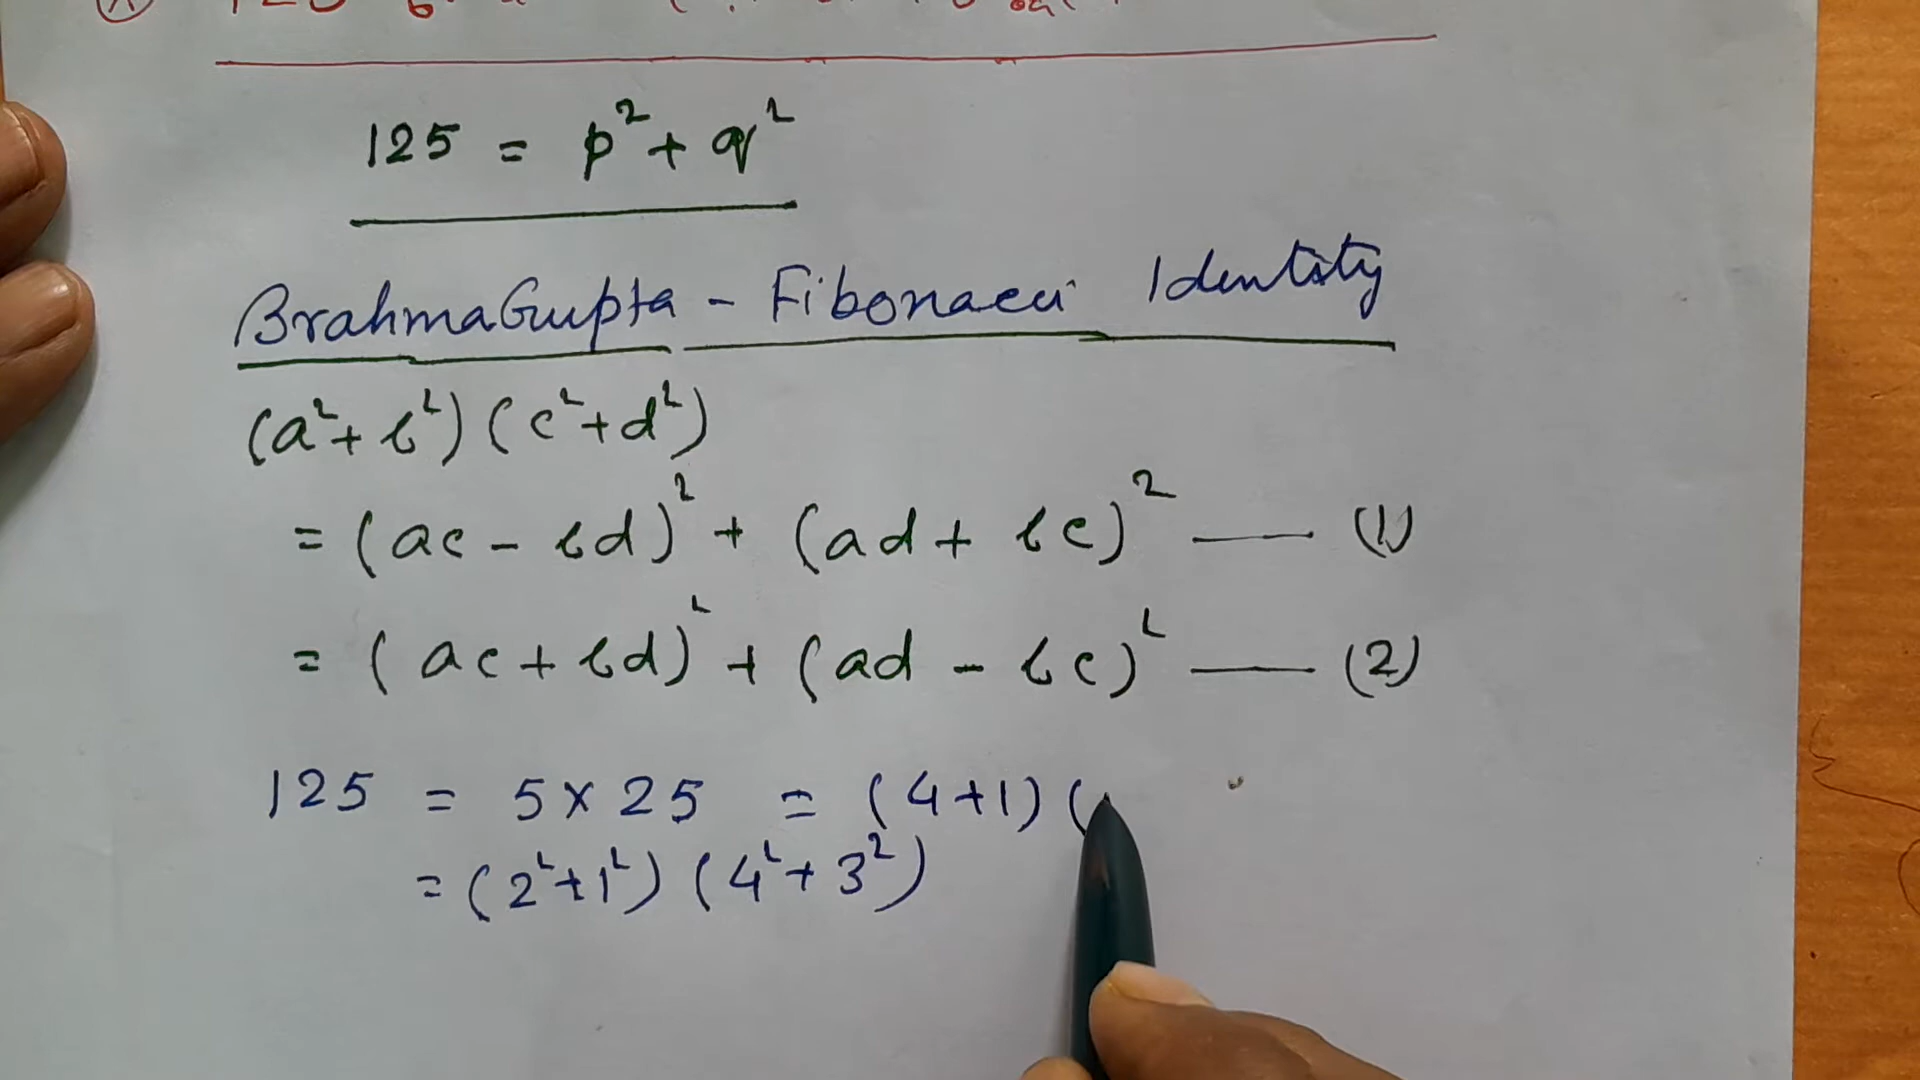 125 = p² + q²
BrahmaGupta - Fibonacci Identity
(a² + b²) (c² + d²)
= (ac - bd)² + (ad + bc)² — (1)
= (ac + bd)² + (ad - bc)² — (2)
125 = 5 x 25 = (4+1) (
= (2² + 1²) (4² + 3²)